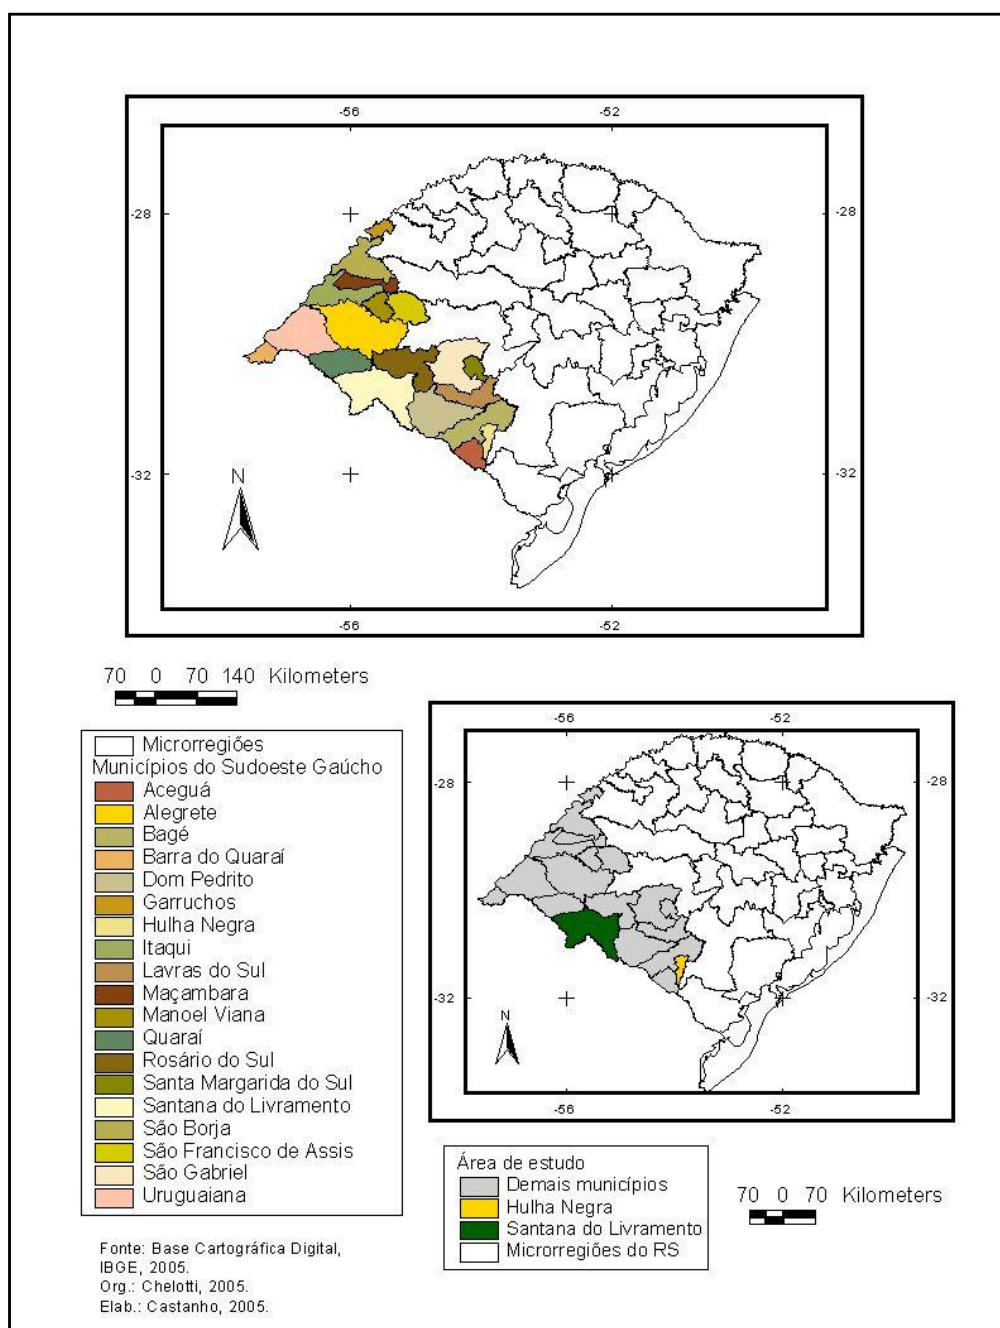 -56 -52
-28 -28
-32 -32
N
-56 -52
70 0 70 140 Kilometers
Microrregiões
Municípios do Sudoeste Gaúcho
Aceguá
Alegrete
Bagé
Barra do Quaraí
Dom Pedrito
Garruchos
Hulha Negra
Itaqui
Lavras do Sul
Maçambara
Manoel Viana
Quaraí
Rosário do Sul
Santa Margarida do Sul
Santana do Livramento
São Borja
São Francisco de Assis
São Gabriel
Uruguaiana
Fonte: Base Cartográfica Digital,
IBGE, 2005.
Org.: Chelotti, 2005.
Elab.: Castanho, 2005.
-56 -52
-28 -28
-32 -32
N
-56 -52
Área de estudo
Demais municípios
Hulha Negra
Santana do Livramento
Microrregiões do RS
70 0 70 Kilometers